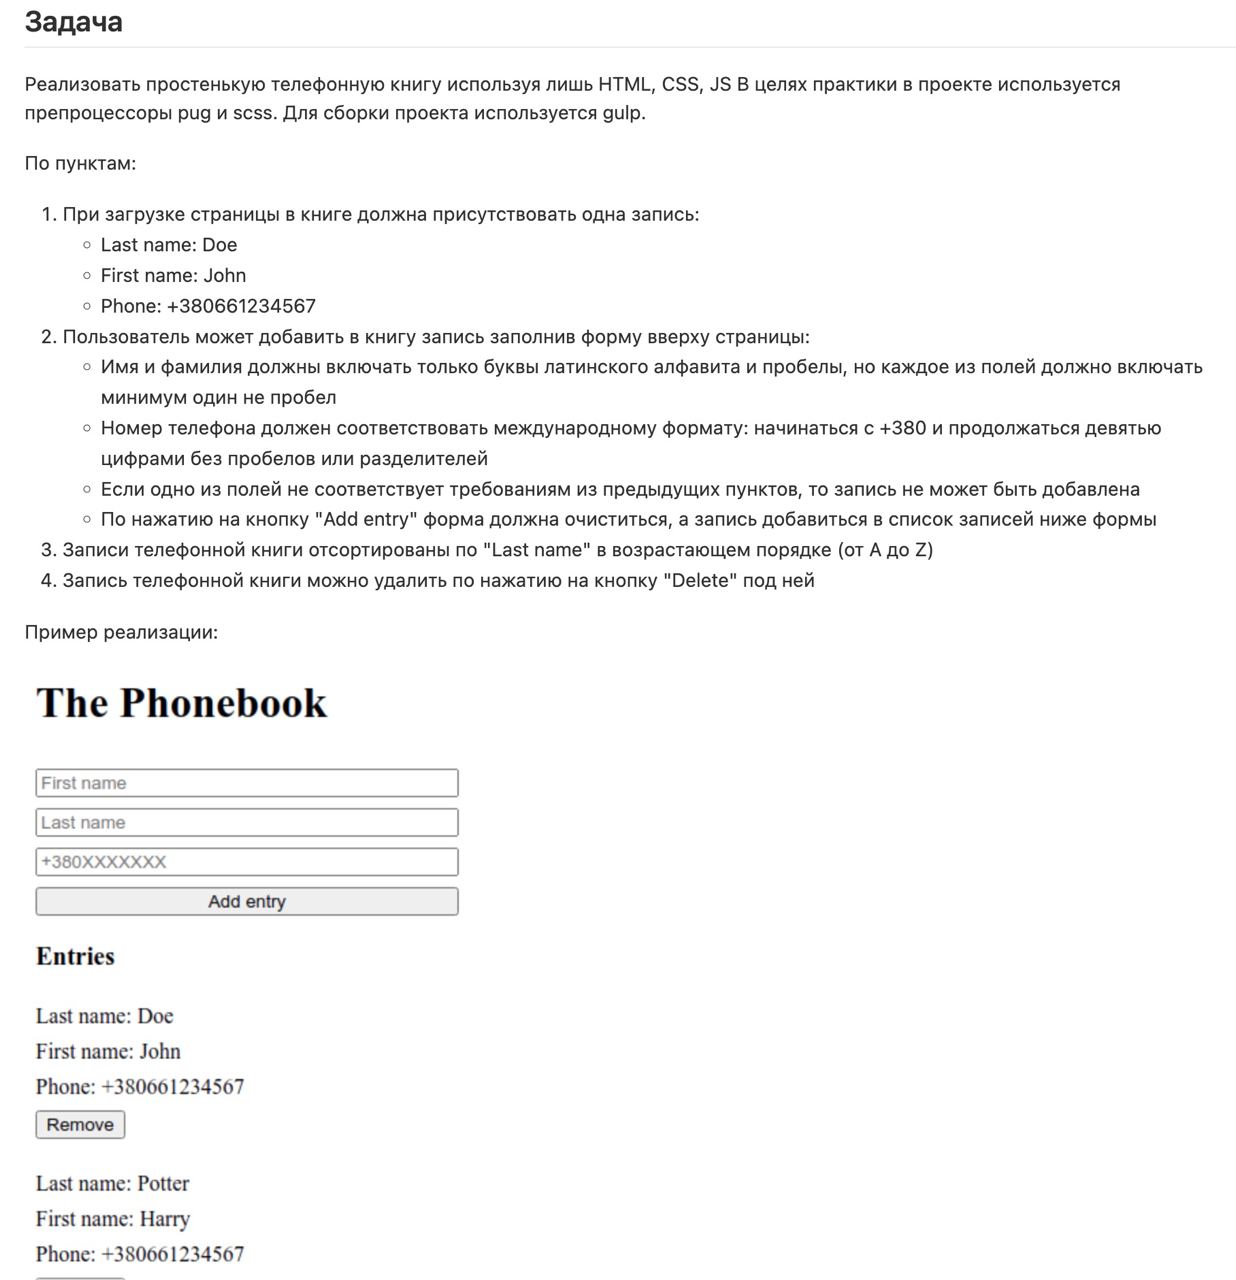 Задача
Реализовать простенькую телефонную книгу используя лишь HTML, CSS, JS В целях практики в проекте используется
препроцессоры pug и scss. Для сборки проекта используется gulp.
По пунктам:
1. При загрузке страницы в книге должна присутствовать одна запись:
Last name: Doe
First name: John
Phone: +380661234567
2. Пользователь может добавить в книгу запись заполнив форму вверху страницы:
Имя и фамилия должны включать только буквы латинского алфавита и пробелы, но каждое из полей должно включать
минимум один не пробел
Номер телефона должен соответствовать международному формату: начинаться с +380 и продолжаться девятью
цифрами без пробелов или разделителей
Если одно из полей не соответствует требованиям из предыдущих пунктов, то запись не может быть добавлена
По нажатию на кнопку "Add entry" форма должна очиститься, а запись добавиться в список записей ниже формы
3. Записи телефонной книги отсортированы по "Last name" в возрастающем порядке (от A до Z)
4. Запись телефонной книги можно удалить по нажатию на кнопку "Delete" под ней
Пример реализации:
The Phonebook
First name
Last name
+380XXXXXXX
Add entry
Entries
Last name: Doe
First name: John
Phone: +380661234567
Remove
Last name: Potter
First name: Harry
Phone: +380661234567